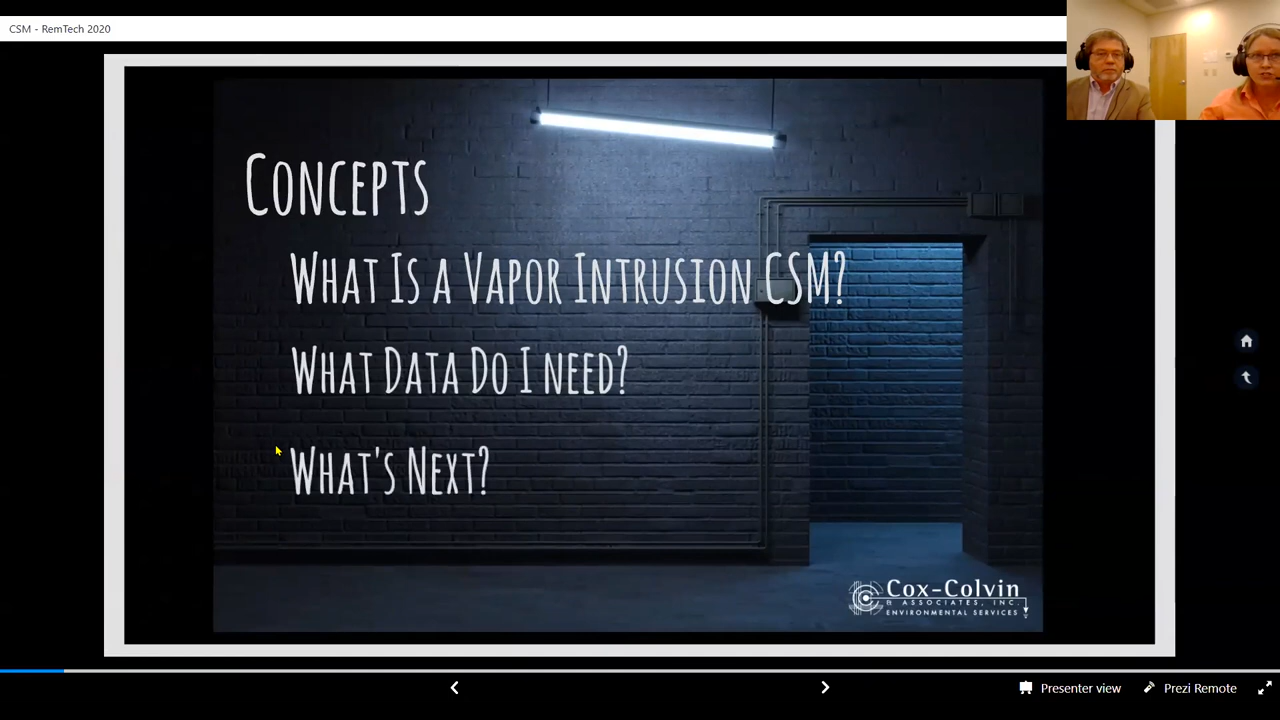 CSM - RemTech 2020
CONCEPTS
WHAT IS A VAPOR INTRUSION CSM?
WHAT DATA DO I NEED?
WHAT'S NEXT?
Cox-Colvin
& ASSOCIATES, INC.
ENVIRONMENTAL SERVICES
Presenter view
Prezi Remote